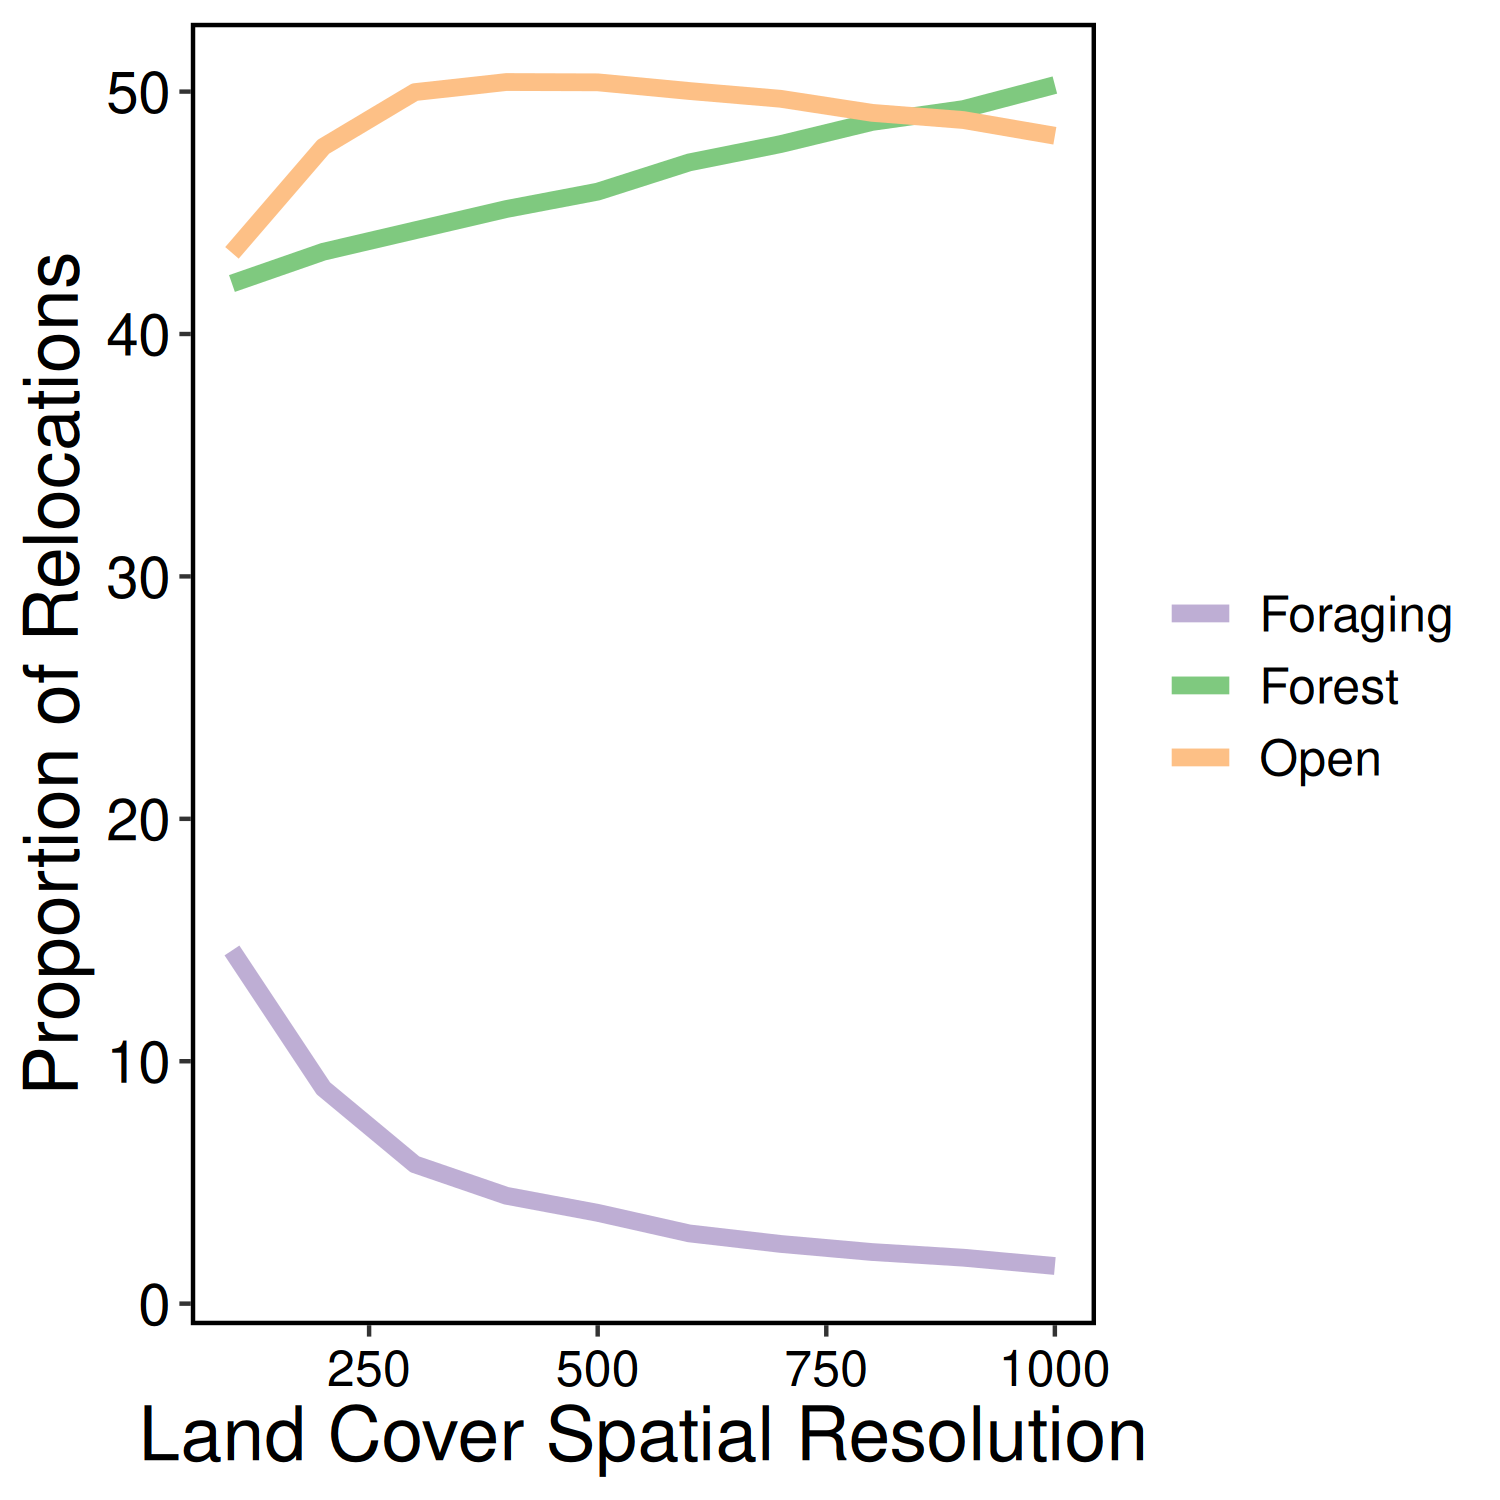 Proportion of Relocations
50
40
30
20
10
0
250 500 750 1000
Land Cover Spatial Resolution
Foraging
Forest
Open